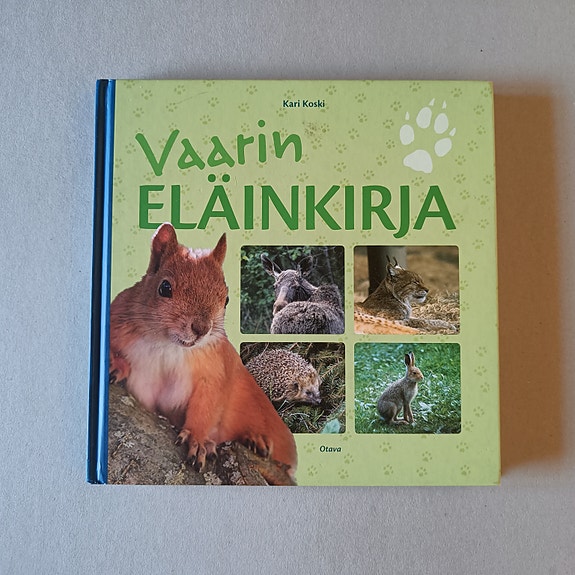 Kari Koski
Vaarin
ELÄINKIRJA
Otava